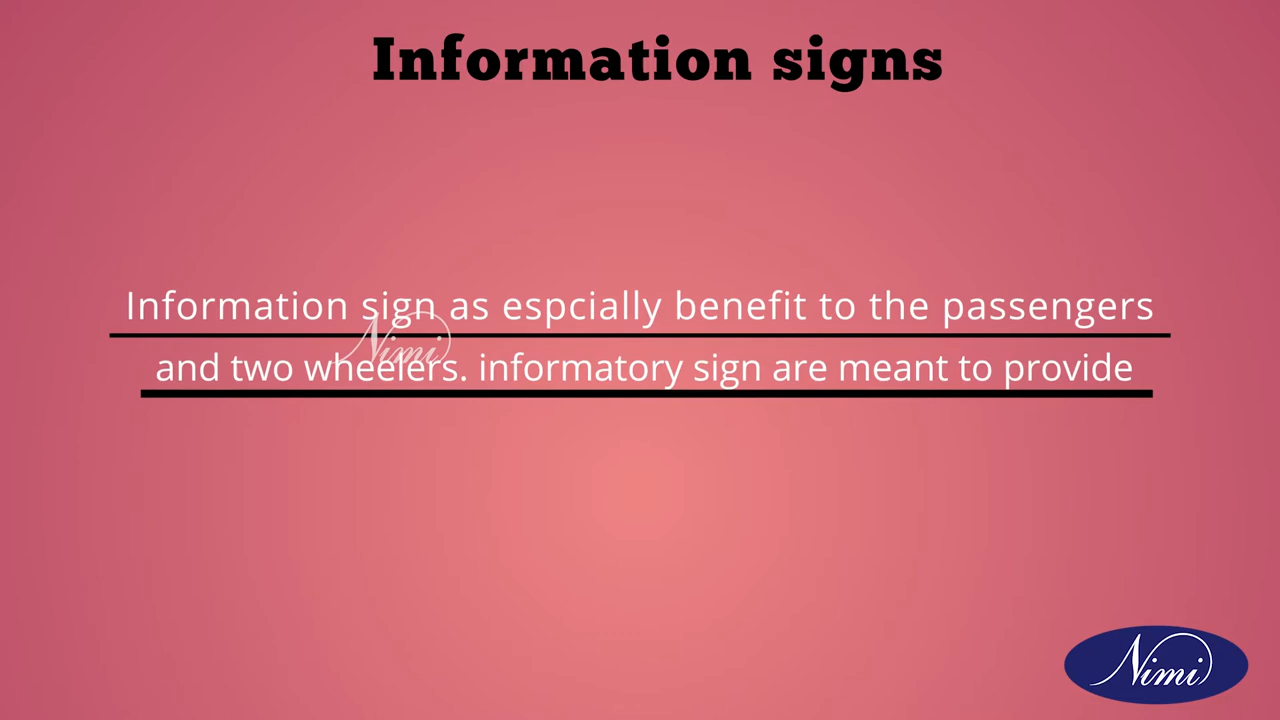 Information signs
Information sign as espcially benefit to the passengers
Nimi
and two wheelers. informatory sign are meant to provide
Nimi